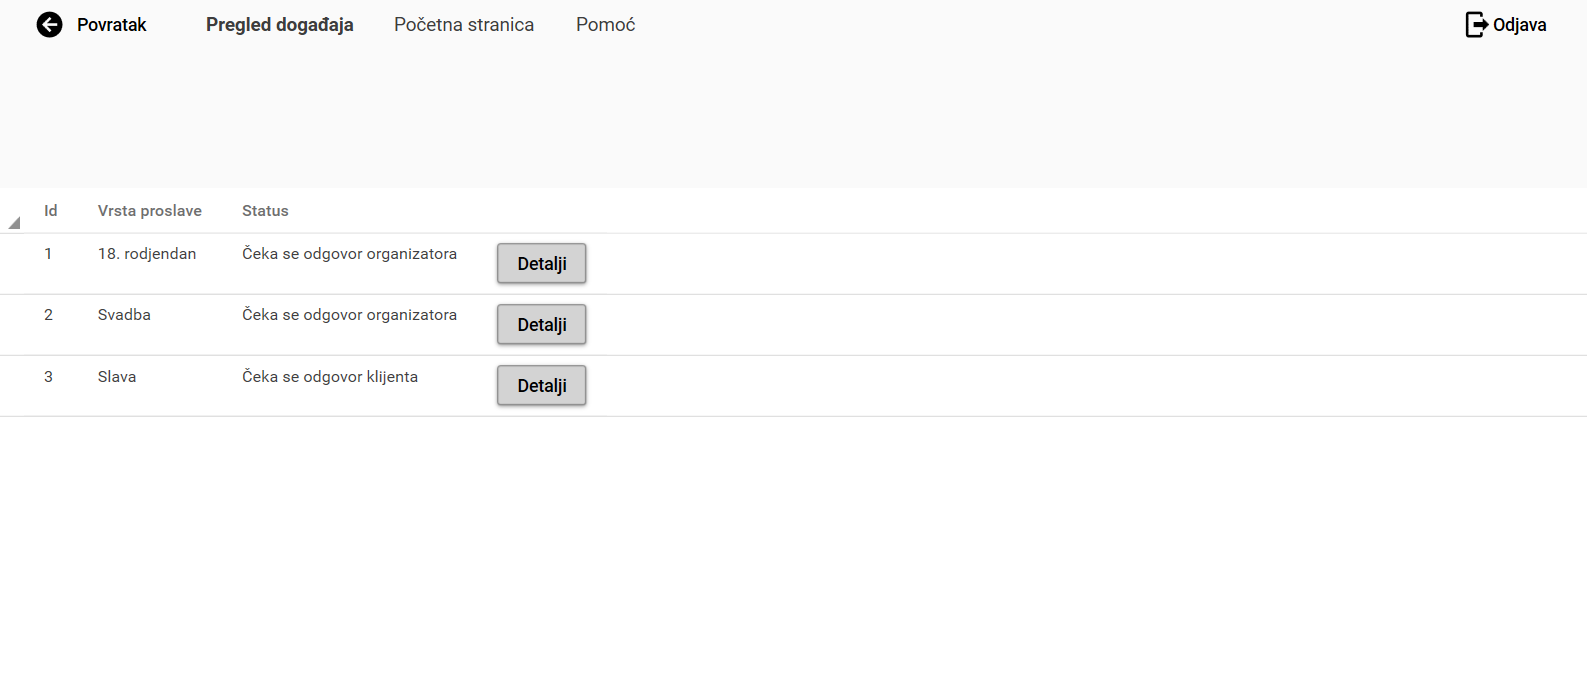 Povratak Pregled događaja Početna stranica Pomoć Odjava
Id Vrsta proslave Status
1 18. rodjendan Čeka se odgovor organizatora Detalji
2 Svadba Čeka se odgovor organizatora Detalji
3 Slava Čeka se odgovor klijenta Detalji